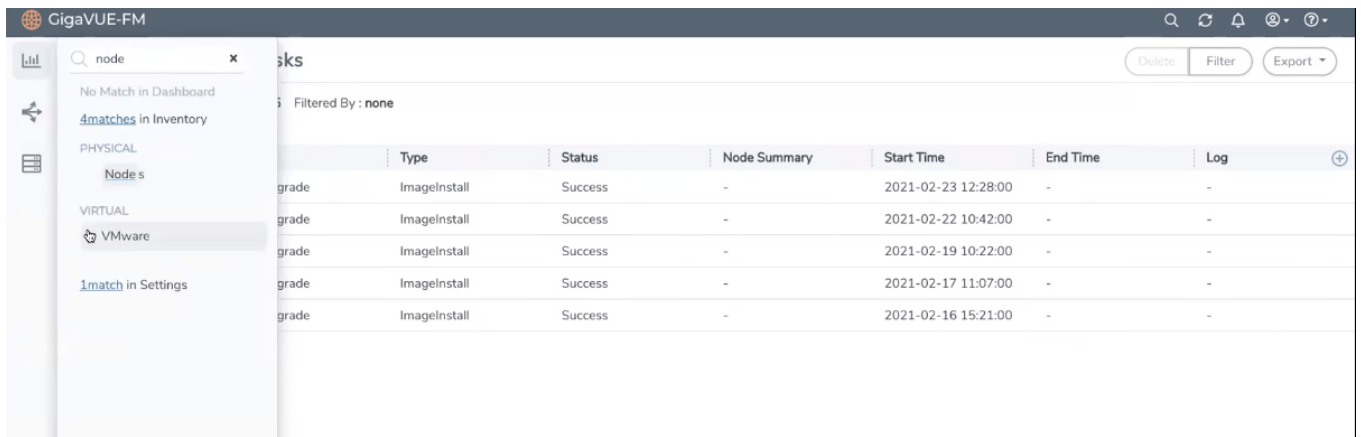 GigaVUE-FM
node
sks
Delete Filter Export
No Match in Dashboard
Filtered By : none
4matches in Inventory
PHYSICAL
Type Status Node Summary Start Time End Time Log
Node s
grade ImageInstall Success - 2021-02-23 12:28:00 - -
VIRTUAL
grade ImageInstall Success - 2021-02-22 10:42:00 - -
VMware
grade ImageInstall Success - 2021-02-19 10:22:00 - -
1match in Settings
grade ImageInstall Success - 2021-02-17 11:07:00 - -
grade ImageInstall Success - 2021-02-16 15:21:00 - -